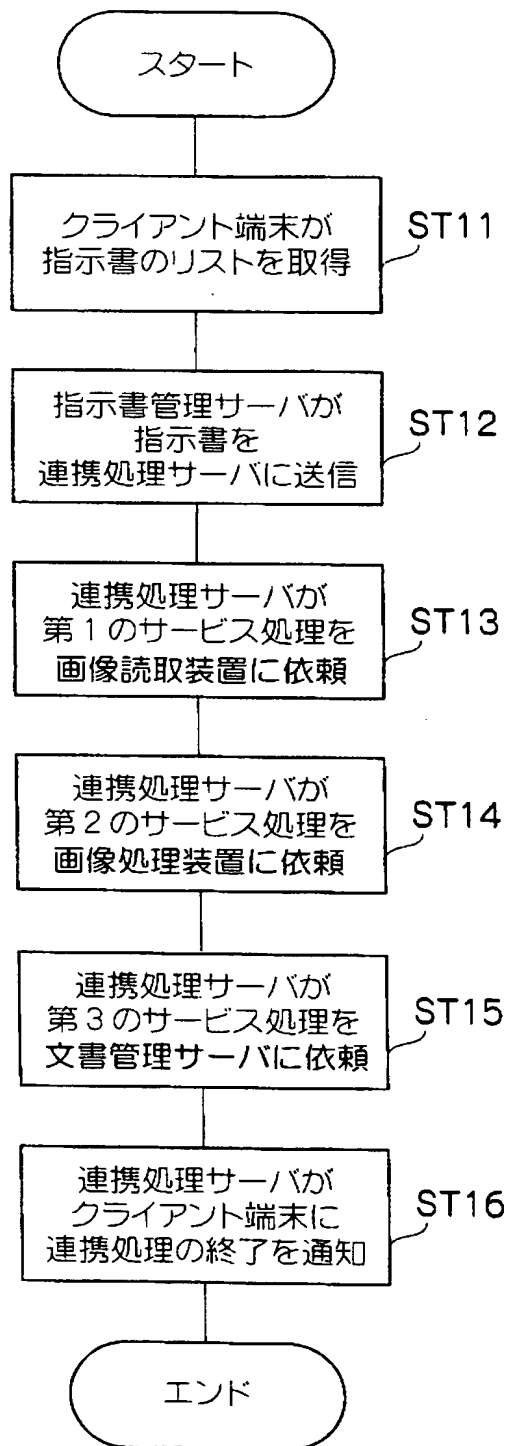 スタート
クライアント端末が
指示書のリストを取得
ST11
指示書管理サーバが
指示書を
連携処理サーバに送信
ST12
連携処理サーバが
第1のサービス処理を
画像読取装置に依頼
ST13
連携処理サーバが
第2のサービス処理を
画像処理装置に依頼
ST14
連携処理サーバが
第3のサービス処理を
文書管理サーバに依頼
ST15
連携処理サーバが
クライアント端末に
連携処理の終了を通知
ST16
エンド